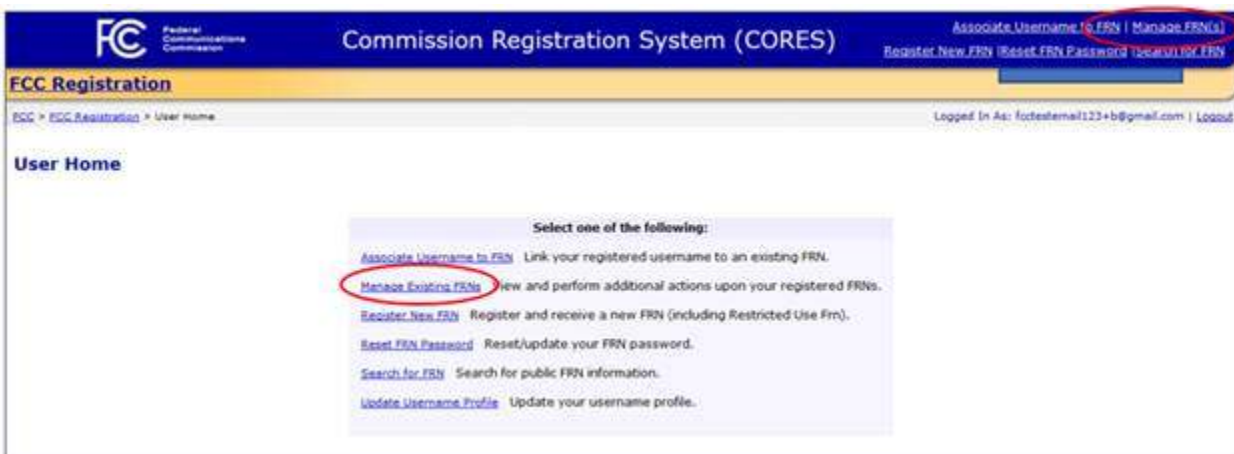 FCC Federal Communications Commission
Commission Registration System (CORES)
Associate Username to FRN | Manage FRN(s)
Register New FRN |Reset FRN Password |Search for FRN
FCC Registration
FCC > FCC Registration > User Home
Logged In As: fcctestemail123+b@gmail.com | Logout
User Home
Select one of the following:
Associate Username to FRN Link your registered username to an existing FRN.
Manage Existing FRNs View and perform additional actions upon your registered FRNs.
Register New FRN Register and receive a new FRN (including Restricted Use Frn).
Reset FRN Password Reset/update your FRN password.
Search for FRN Search for public FRN information.
Update Username Profile Update your username profile.